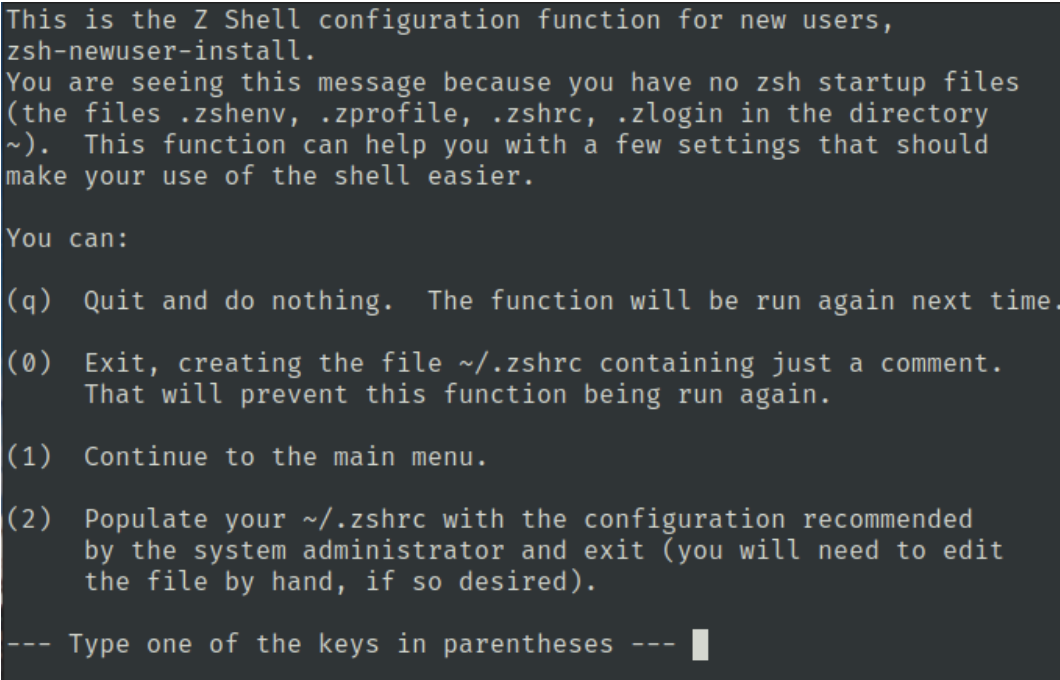 This is the Z Shell configuration function for new users,
zsh-newuser-install.
You are seeing this message because you have no zsh startup files
(the files .zshenv, .zprofile, .zshrc, .zlogin in the directory
~).  This function can help you with a few settings that should
make your use of the shell easier.

You can:

(q)  Quit and do nothing.  The function will be run again next time.

(0)  Exit, creating the file ~/.zshrc containing just a comment.
     That will prevent this function being run again.

(1)  Continue to the main menu.

(2)  Populate your ~/.zshrc with the configuration recommended
     by the system administrator and exit (you will need to edit
     the file by hand, if so desired).

--- Type one of the keys in parentheses ---